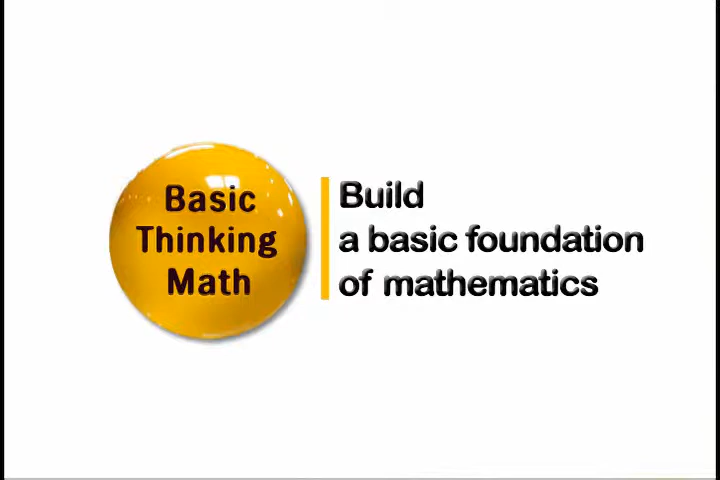 Basic
Thinking
Math
Build
a basic foundation
of mathematics